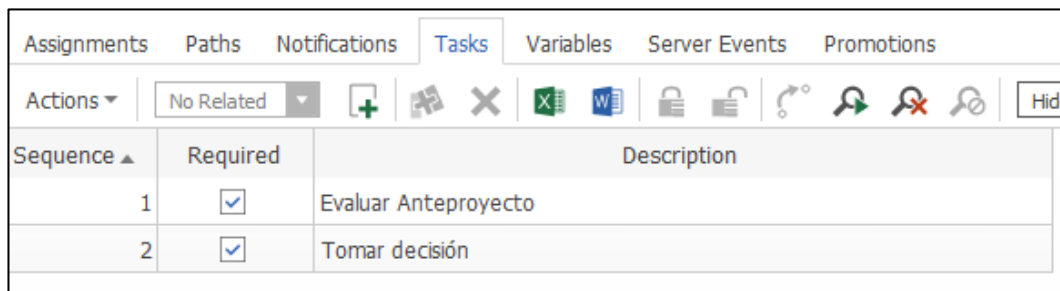 Assignments Paths Notifications Tasks Variables Server Events Promotions
Actions No Related Hid
Sequence Required Description
1 Evaluar Anteproyecto
2 Tomar decisión